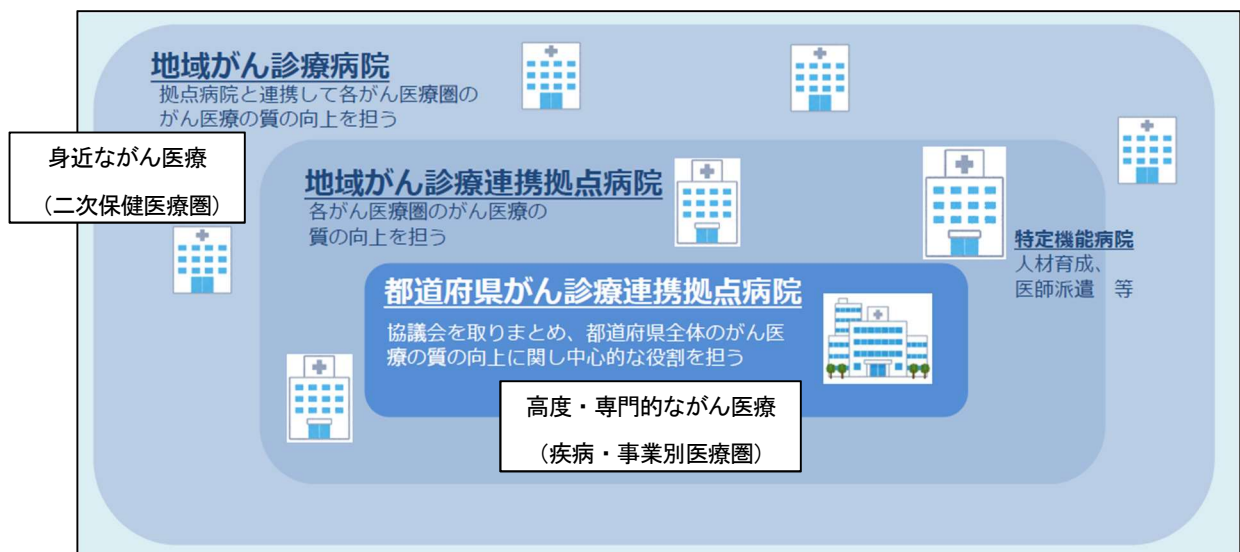 地域がん診療病院
拠点病院と連携して各がん医療圏の
がん医療の質の向上を担う
身近ながん医療
(二次保健医療圏)
地域がん診療連携拠点病院
各がん医療圏のがん医療の
質の向上を担う
特定機能病院
人材育成、
医師派遣　等
都道府県がん診療連携拠点病院
協議会を取りまとめ、都道府県全体のがん医
療の質の向上に関し中心的な役割を担う
高度・専門的ながん医療
(疾病・事業別医療圏)